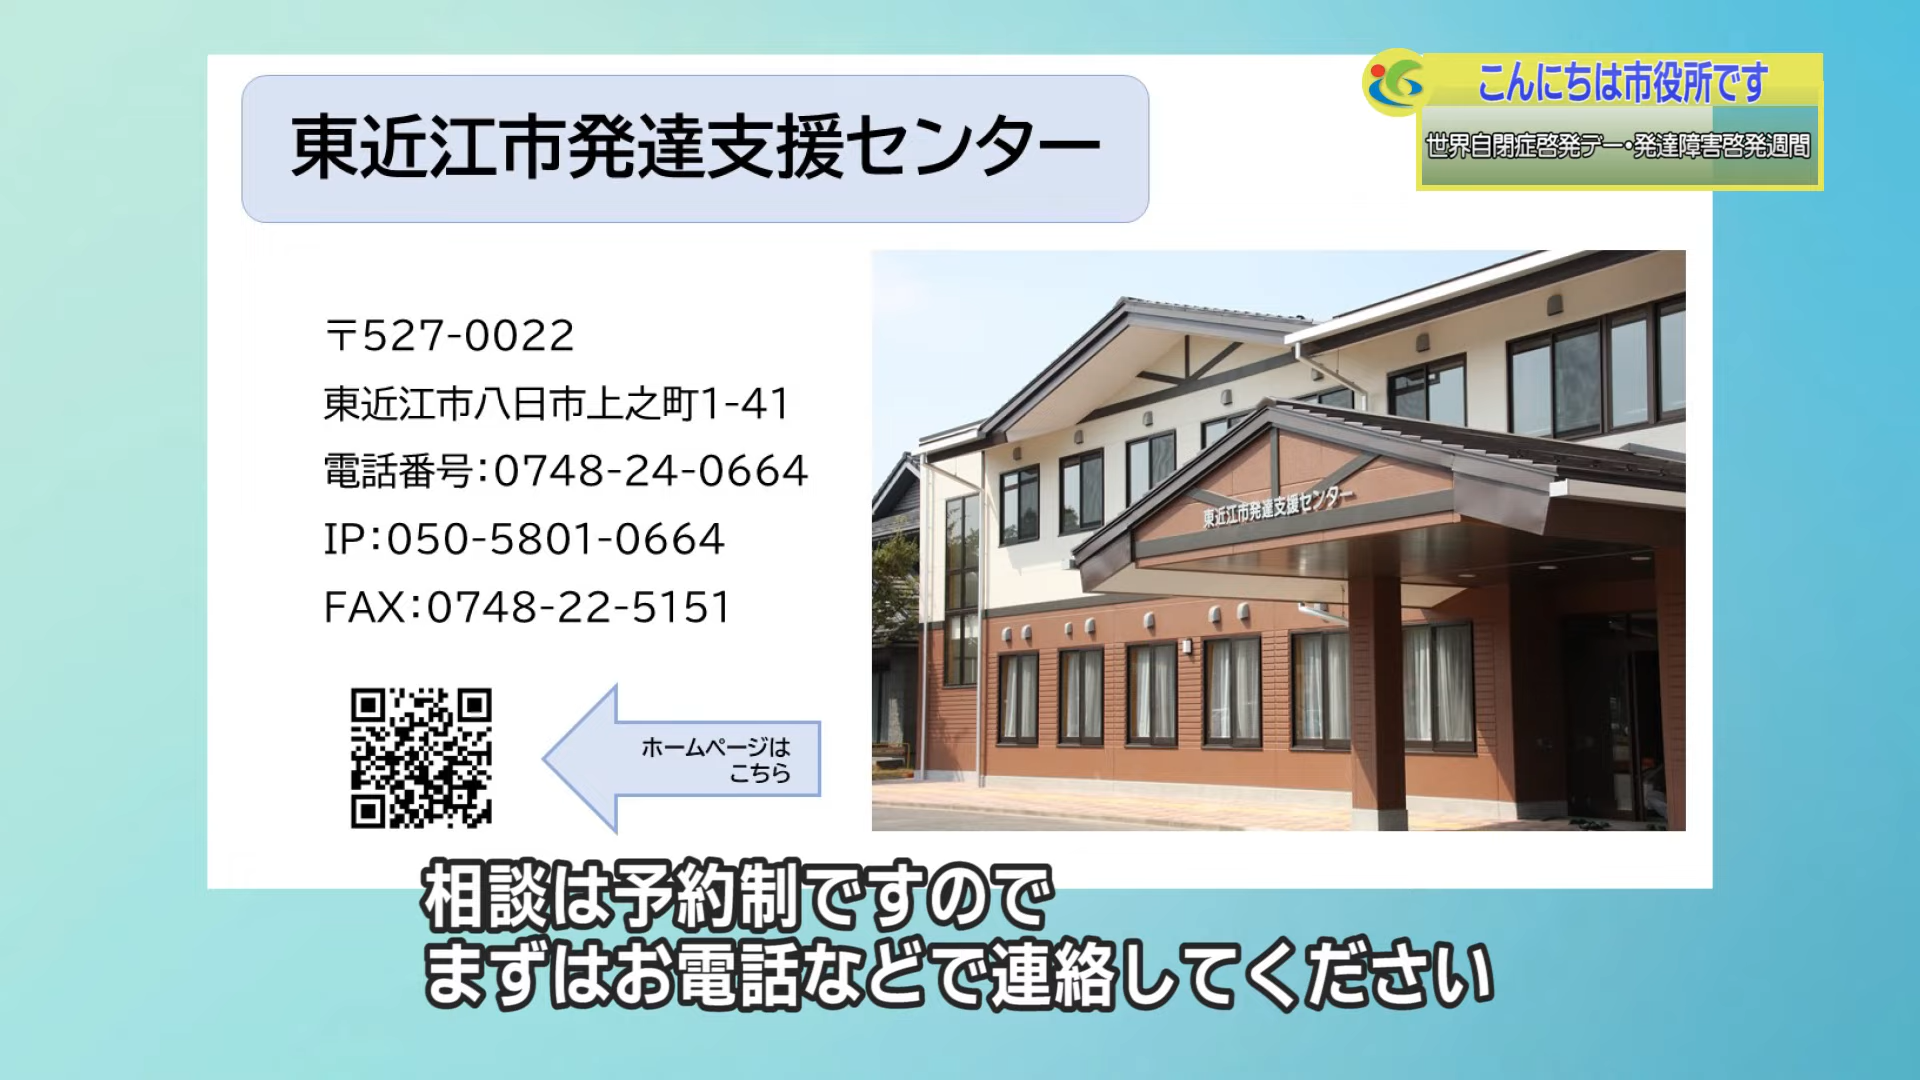 こんにちは市役所です
世界自閉症啓発デー・発達障害啓発週間
東近江市発達支援センター
〒527-0022
東近江市八日市上之町1-41
電話番号：0748-24-0664
IP：050-5801-0664
FAX：0748-22-5151
ホームページは
こちら
東近江市発達支援センター
相談は予約制ですので
まずはお電話などで連絡してください